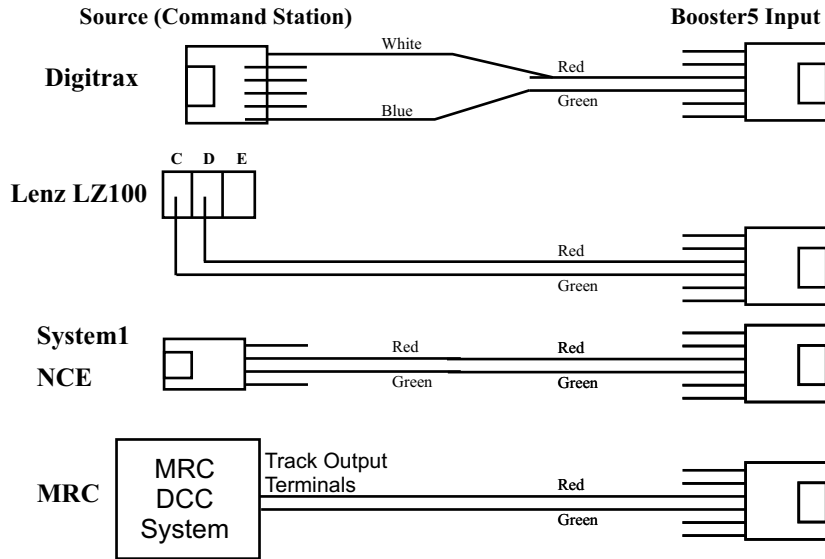 Source (Command Station) Booster5 Input
White
Digitrax
Red
Blue
Green
C D E
Lenz LZ100
Red
Green
System1
Red Red
NCE
Green Green
MRC
MRC
DCC
System
Track Output
Terminals
Red
Green